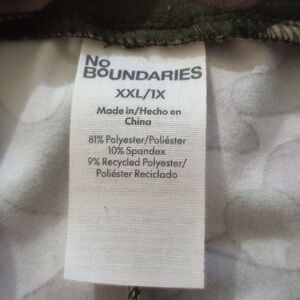 No
BOUNDARIES
XXL/1X
Made in/Hecho en
China
81% Polyester/Poliéster
10% Spandex
9% Recycled Polyester/
Poliéster Reciclado